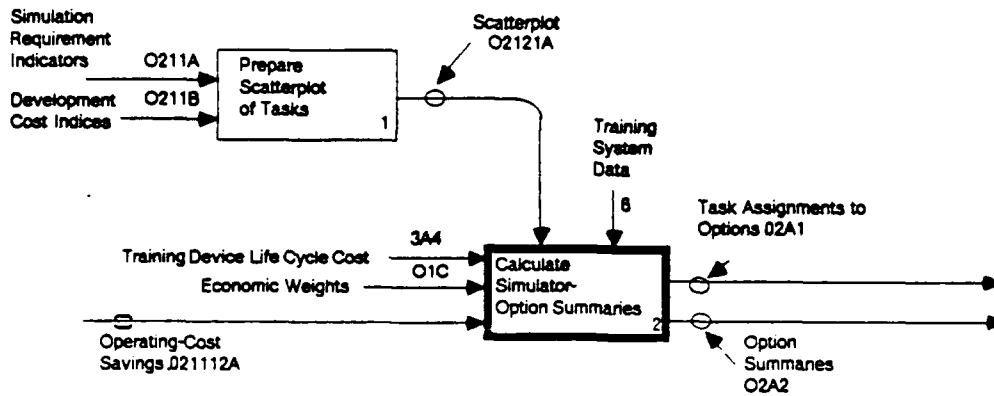 Simulation
Requirement
Indicators
O211A
Development
Cost Indices
O211B
Prepare
Scatterplot
of Tasks
1
Scatterplot
O2121A
Training
System
Data
6
Task Assignments to
Options 02A1
Training Device Life Cycle Cost
3A4
Economic Weights
O1C
Calculate
Simulator-
Option Summaries
2
Operating-Cost
Savings 021112A
Option
Summanes
O2A2